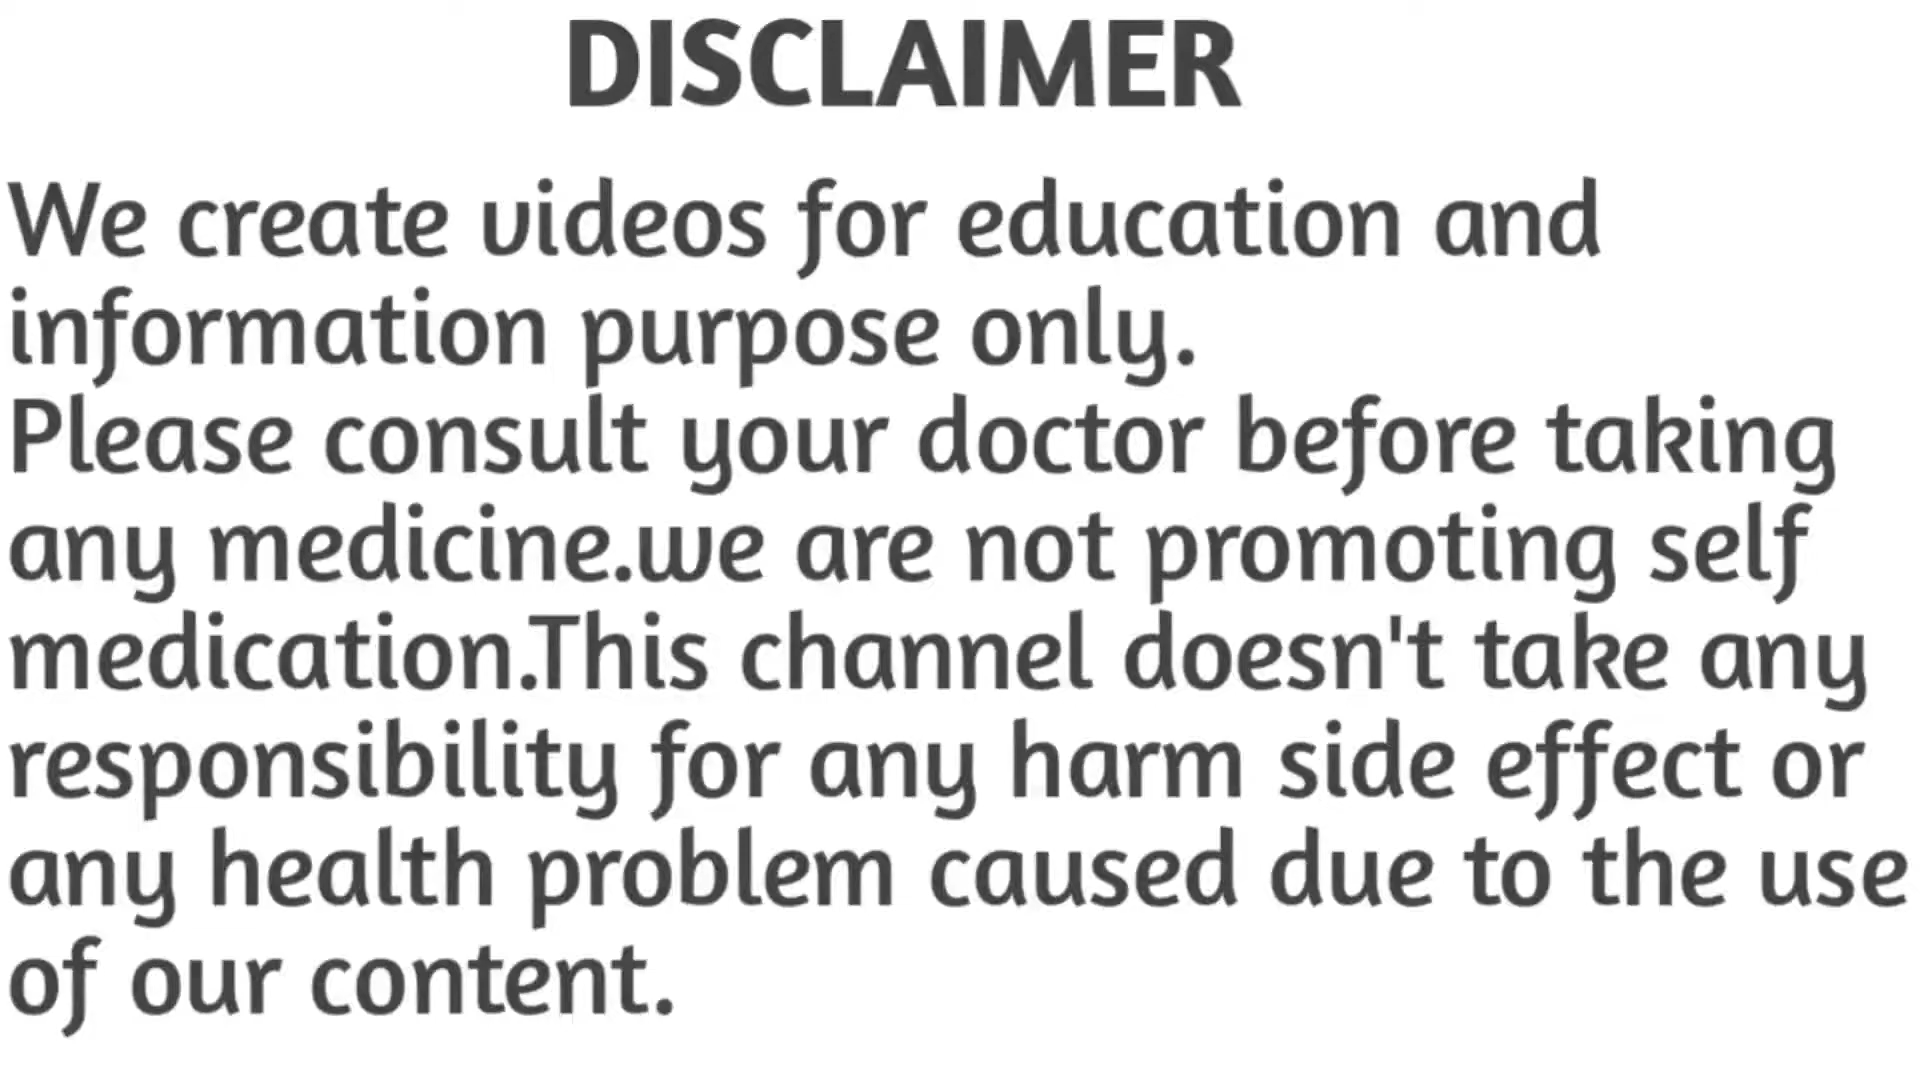 DISCLAIMER
We create videos for education and
information purpose only.
Please consult your doctor before taking
any medicine.we are not promoting self
medication.This channel doesn't take any
responsibility for any harm side effect or
any health problem caused due to the use
of our content.